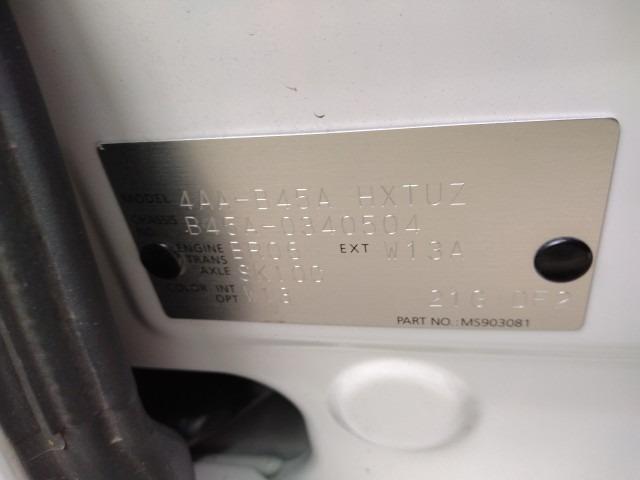 MODEL 4AA-B45A HXTUZ
CHASSIS NO. B45A-0340504
ENGINE BR06 EXT W13A
TRANS AXLE SK100
COLOR INT
OPT 21G DF2
PART NO.:MS903081